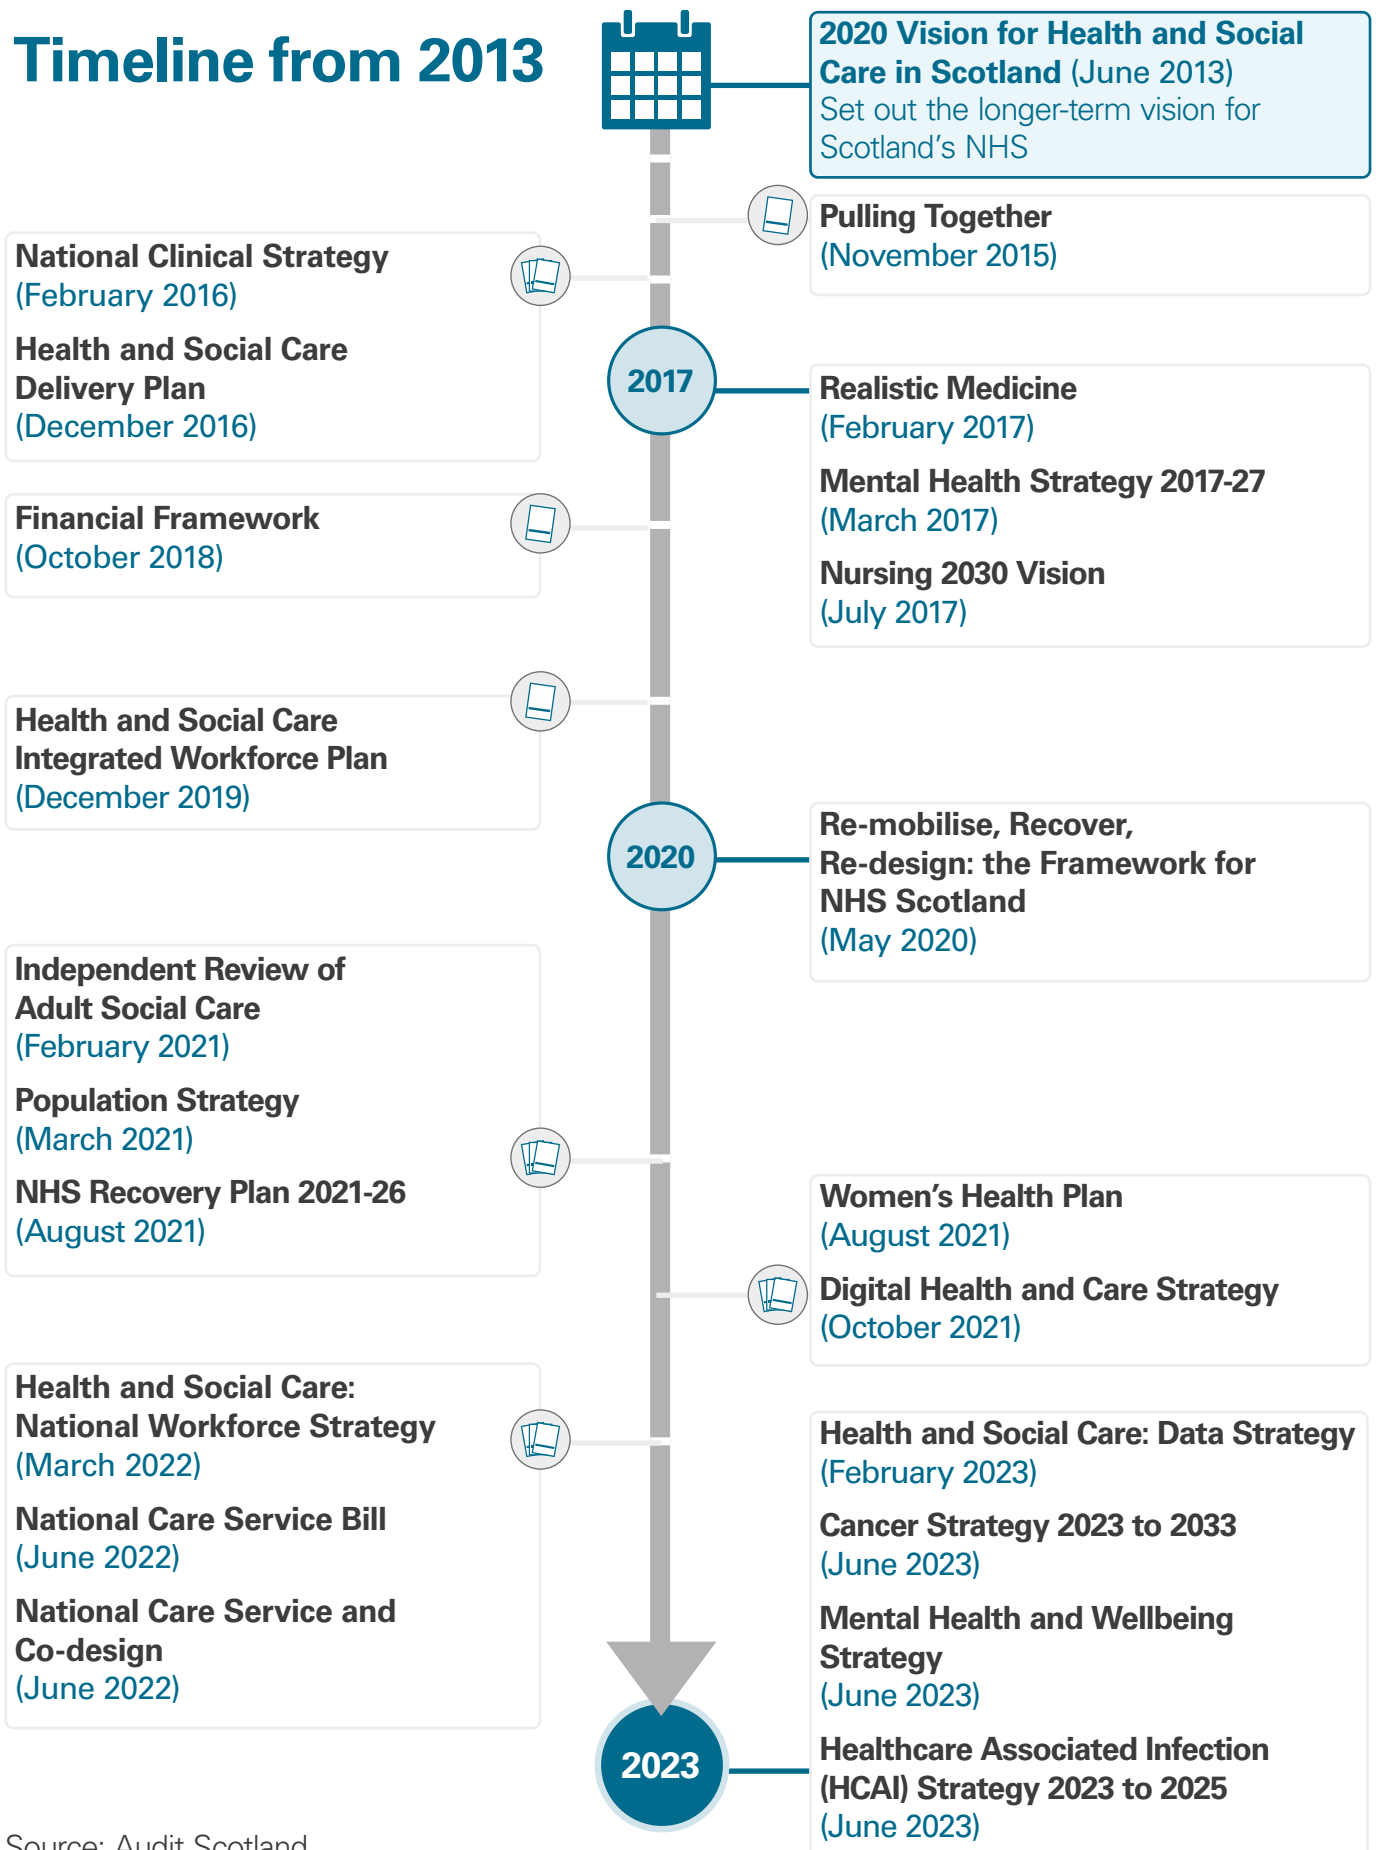 Timeline from 2013
2020 Vision for Health and Social
Care in Scotland (June 2013)
Set out the longer-term vision for
Scotland’s NHS
Pulling Together
(November 2015)
National Clinical Strategy
(February 2016)
Health and Social Care
Delivery Plan
(December 2016)
2017
Realistic Medicine
(February 2017)
Mental Health Strategy 2017-27
(March 2017)
Nursing 2030 Vision
(July 2017)
Financial Framework
(October 2018)
Health and Social Care
Integrated Workforce Plan
(December 2019)
2020
Re-mobilise, Recover,
Re-design: the Framework for
NHS Scotland
(May 2020)
Independent Review of
Adult Social Care
(February 2021)
Population Strategy
(March 2021)
NHS Recovery Plan 2021-26
(August 2021)
Women’s Health Plan
(August 2021)
Digital Health and Care Strategy
(October 2021)
Health and Social Care:
National Workforce Strategy
(March 2022)
National Care Service Bill
(June 2022)
National Care Service and
Co-design
(June 2022)
2023
Health and Social Care: Data Strategy
(February 2023)
Cancer Strategy 2023 to 2033
(June 2023)
Mental Health and Wellbeing
Strategy
(June 2023)
Healthcare Associated Infection
(HCAI) Strategy 2023 to 2025
(June 2023)
Source: Audit Scotland